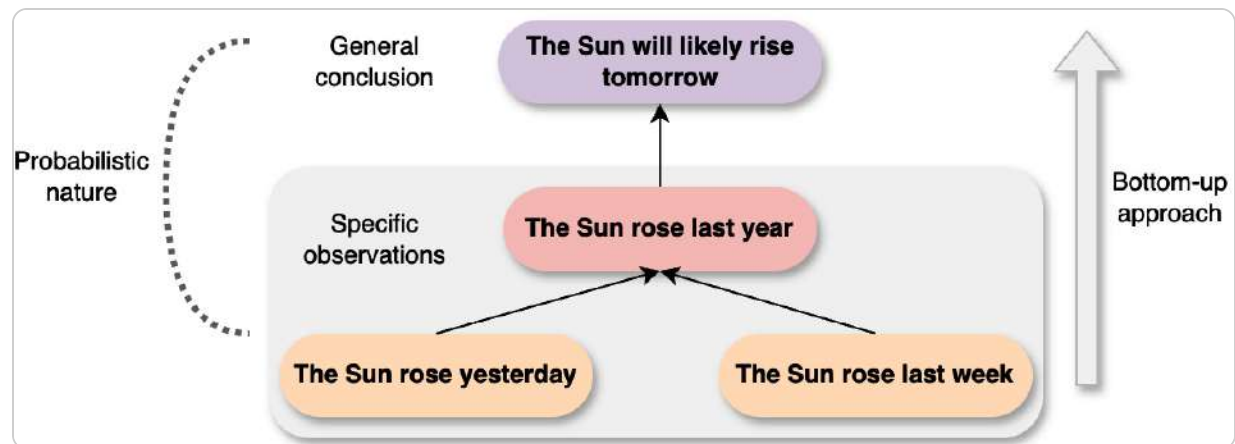 General
conclusion
The Sun will likely rise
tomorrow
Probabilistic
nature
Bottom-up
approach
Specific
observations
The Sun rose last year
The Sun rose yesterday
The Sun rose last week